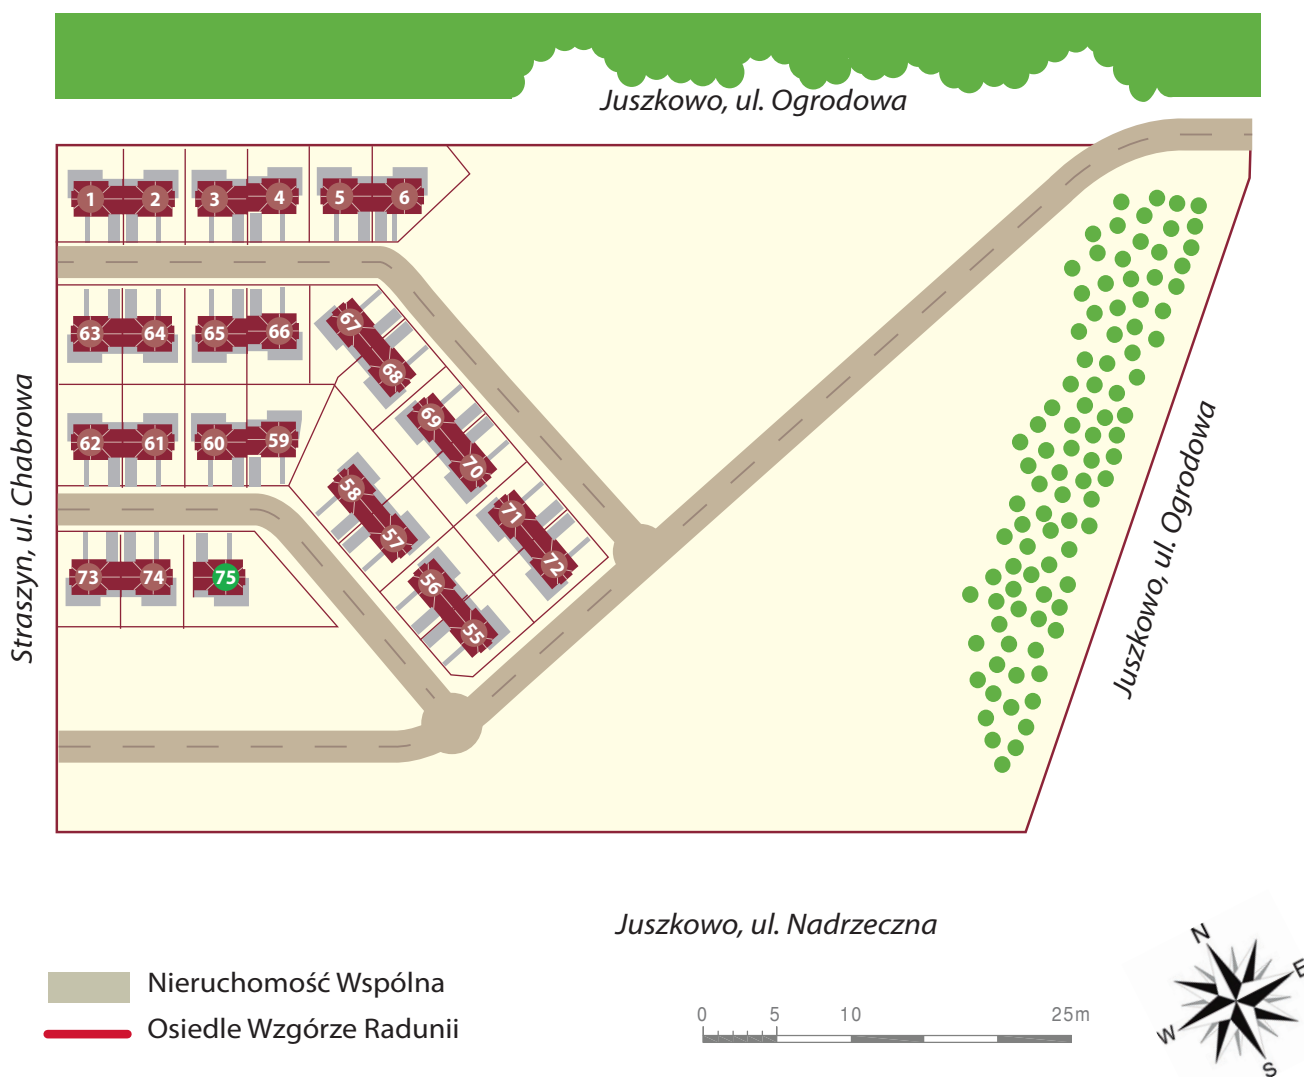 Juszkowo, ul. Ogrodowa
1 2 3 4 5 6
63 64 65 66 67
68
69
62 61 60 59
70
58
71
57
72
73 74 75
56
55
Straszyn, ul. Chabrowa
Juszkowo, ul. Ogrodowa
Juszkowo, ul. Nadrzeczna
Nieruchomość Wspólna
Osiedle Wzgórze Radunii
0 5 10 25m
N
E
W
S